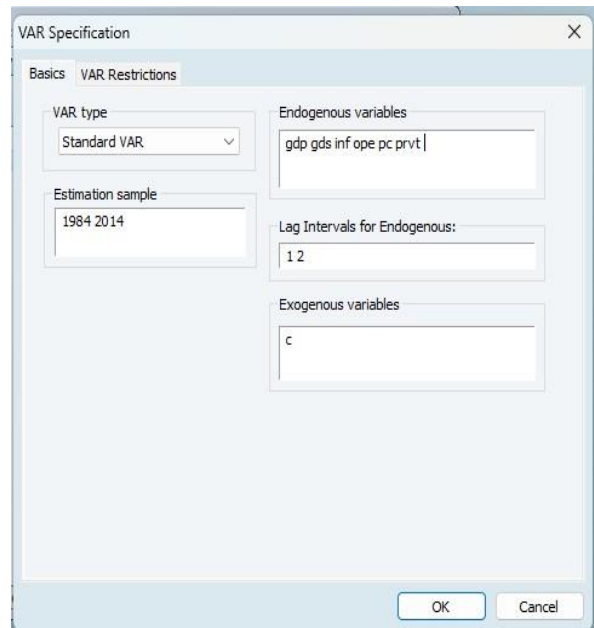 VAR Specification
Basics VAR Restrictions
VAR type
Standard VAR
Estimation sample
1984 2014
Endogenous variables
gdp gds inf ope pc prvt
Lag Intervals for Endogenous:
1 2
Exogenous variables
c
OK Cancel